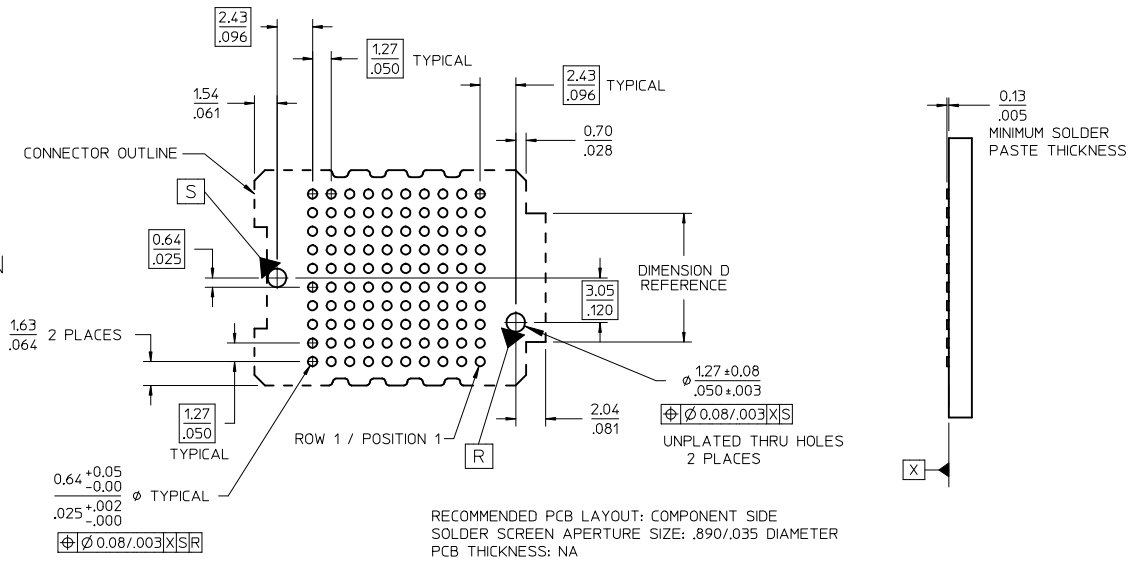 2.43
.096
1.27
.050
TYPICAL
2.43
.096
TYPICAL
1.54
.061
0.70
.028
0.13
.005
MINIMUM SOLDER
PASTE THICKNESS
CONNECTOR OUTLINE
S
0.64
.025
N
DIMENSION D
REFERENCE
3.05
.120
1.63
.064
2 PLACES
1.27
.050
TYPICAL
ROW 1 / POSITION 1
R
2.04
.081
⌀ 1.27 ±0.08
.050 ±.003
⌖ ⌀ 0.08/.003 X S
UNPLATED THRU HOLES
2 PLACES
X
0.64 +0.05
-0.00
⌀ TYPICAL
.025 +.002
-.000
⌖ ⌀ 0.08/.003 X S R
RECOMMENDED PCB LAYOUT: COMPONENT SIDE
SOLDER SCREEN APERTURE SIZE: .890/.035 DIAMETER
PCB THICKNESS: NA